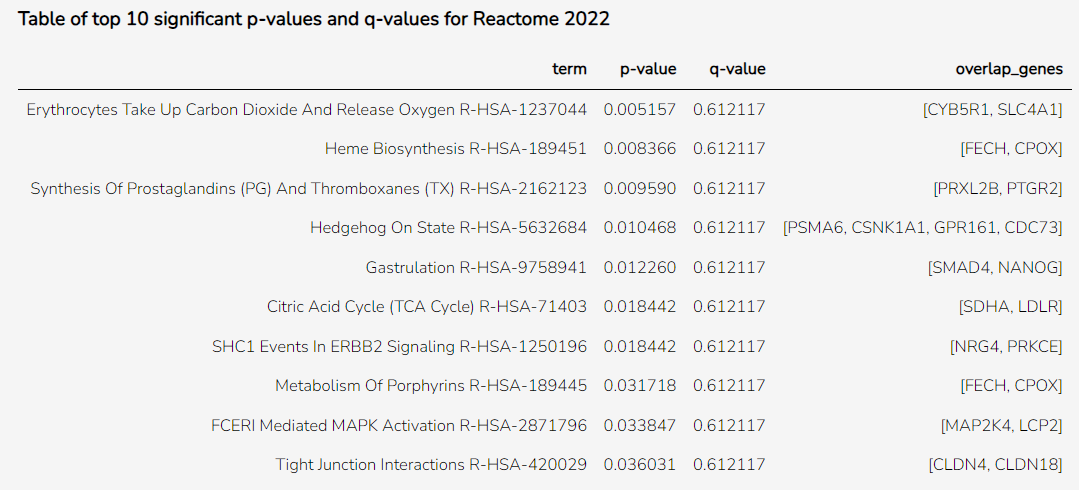 Table of top 10 significant p-values and q-values for Reactome 2022
term p-value q-value overlap_genes
Erythrocytes Take Up Carbon Dioxide And Release Oxygen R-HSA-1237044 0.005157 0.612117 [CYB5R1, SLC4A1]
Heme Biosynthesis R-HSA-189451 0.008366 0.612117 [FECH, CPOX]
Synthesis Of Prostaglandins (PG) And Thromboxanes (TX) R-HSA-2162123 0.009590 0.612117 [PRXL2B, PTGR2]
Hedgehog On State R-HSA-5632684 0.010468 0.612117 [PSMA6, CSNK1A1, GPR161, CDC73]
Gastrulation R-HSA-9758941 0.012260 0.612117 [SMAD4, NANOG]
Citric Acid Cycle (TCA Cycle) R-HSA-71403 0.018442 0.612117 [SDHA, LDLR]
SHC1 Events In ERBB2 Signaling R-HSA-1250196 0.018442 0.612117 [NRG4, PRKCE]
Metabolism Of Porphyrins R-HSA-189445 0.031718 0.612117 [FECH, CPOX]
FCERI Mediated MAPK Activation R-HSA-2871796 0.033847 0.612117 [MAP2K4, LCP2]
Tight Junction Interactions R-HSA-420029 0.036031 0.612117 [CLDN4, CLDN18]